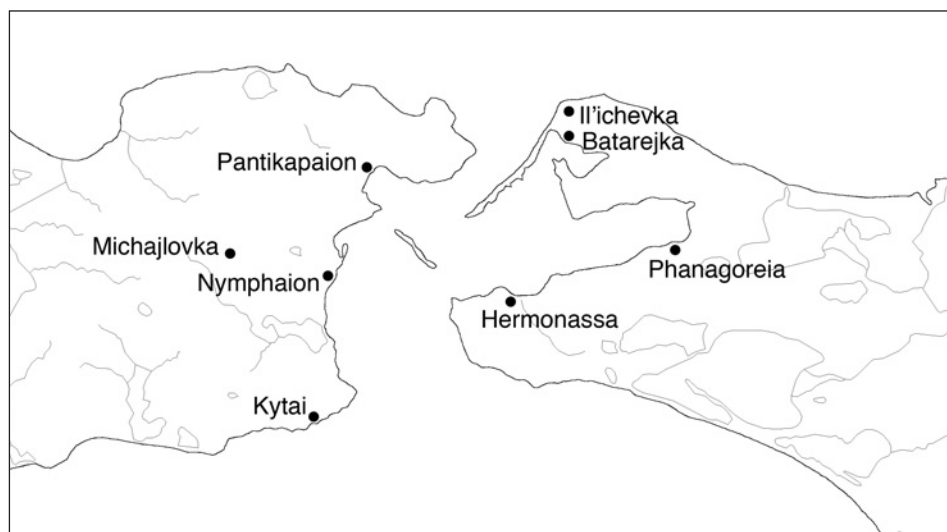 Il'ichevka
Batarejka
Pantikapaion
Michajlovka
Nymphaion
Phanagoreia
Hermonassa
Kytai